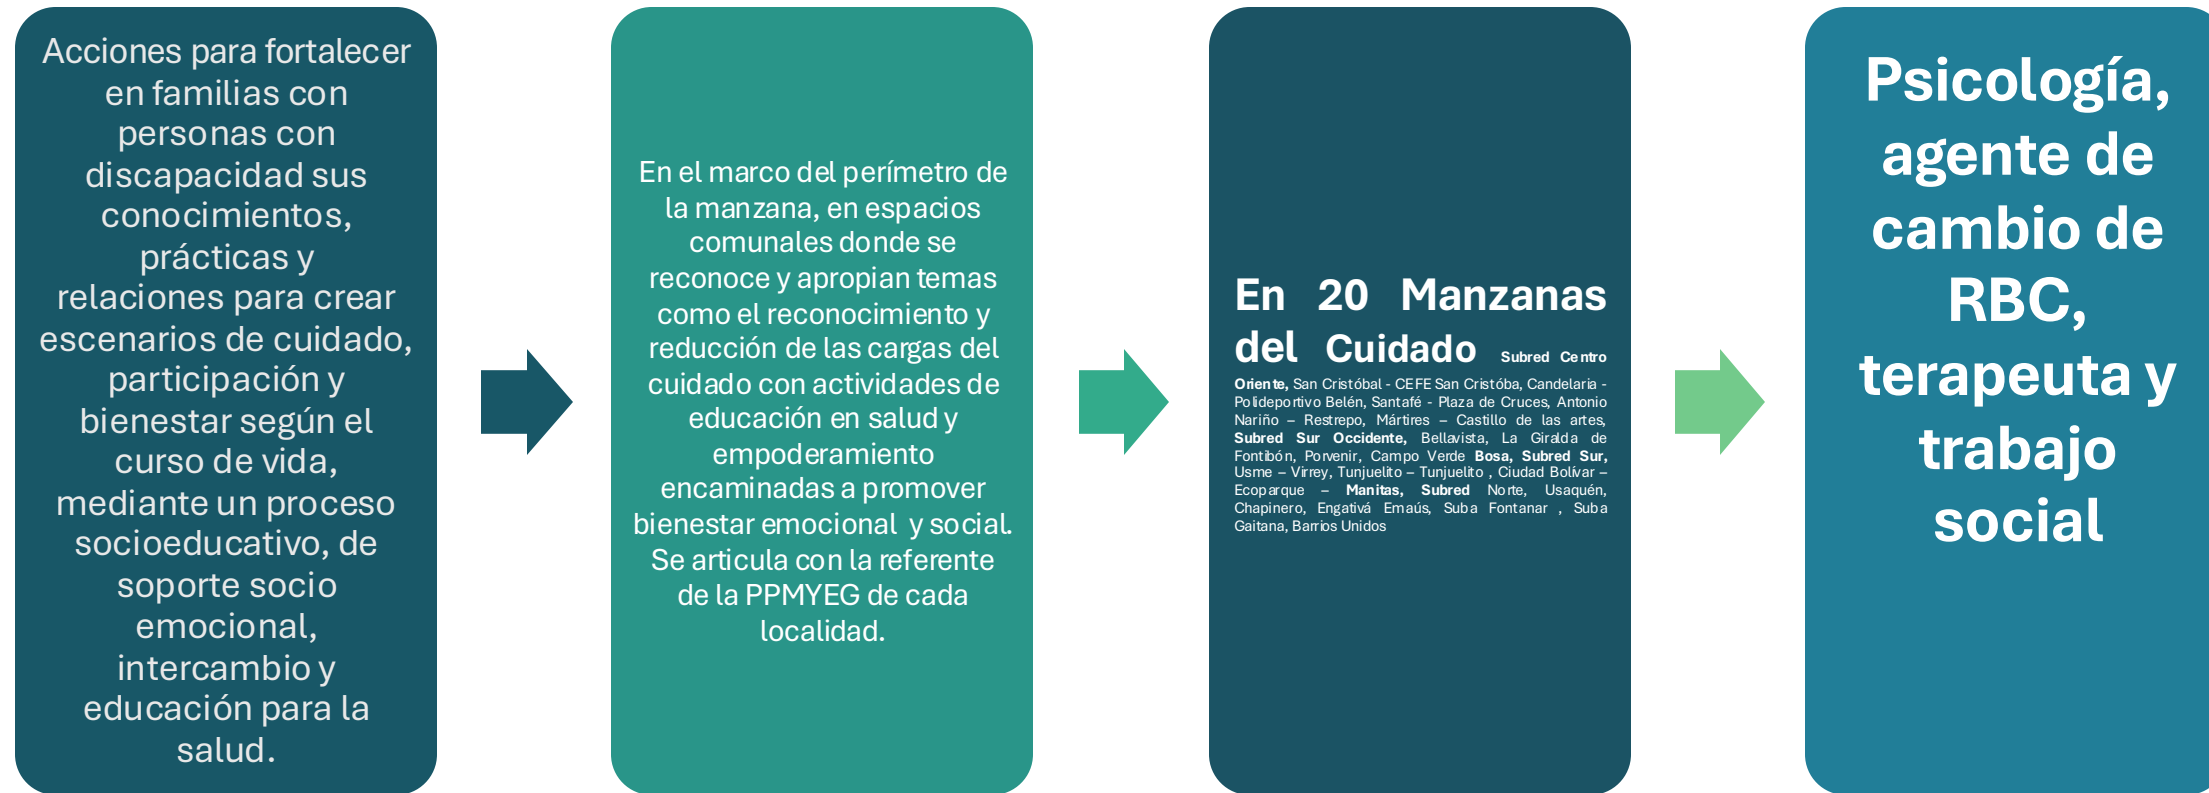 Acciones para fortalecer
en familias con
personas con
discapacidad sus
conocimientos,
prácticas y
relaciones para crear
escenarios de cuidado,
participación y
bienestar según el
curso de vida,
mediante un proceso
socioeducativo, de
soporte socio
emocional,
intercambio y
educación para la
salud.
En el marco del perímetro de
la manzana, en espacios
comunales donde se
reconoce y apropian temas
como el reconocimiento y
reducción de las cargas del
cuidado con actividades de
educación en salud y
empoderamiento
encaminadas a promover
bienestar emocional y social.
Se articula con la referente
de la PPMYEG de cada
localidad.
En 20 Manzanas
del Cuidado Subred Centro
Oriente, San Cristóbal - CEFE San Cristóba, Candelaria -
Polideportivo Belén, Santafé - Plaza de Cruces, Antonio
Nariño – Restrepo, Mártires – Castillo de las artes,
Subred Sur Occidente, Bellavista, La Giralda de
Fontibón, Porvenir, Campo Verde Bosa, Subred Sur,
Usme – Virrey, Tunjuelito – Tunjuelito , Ciudad Bolívar –
Ecoparque – Manitas, Subred Norte, Usaquén,
Chapinero, Engativá Emaús, Suba Fontanar , Suba
Gaitana, Barrios Unidos
Psicología,
agente de
cambio de
RBC,
terapeuta y
trabajo
social